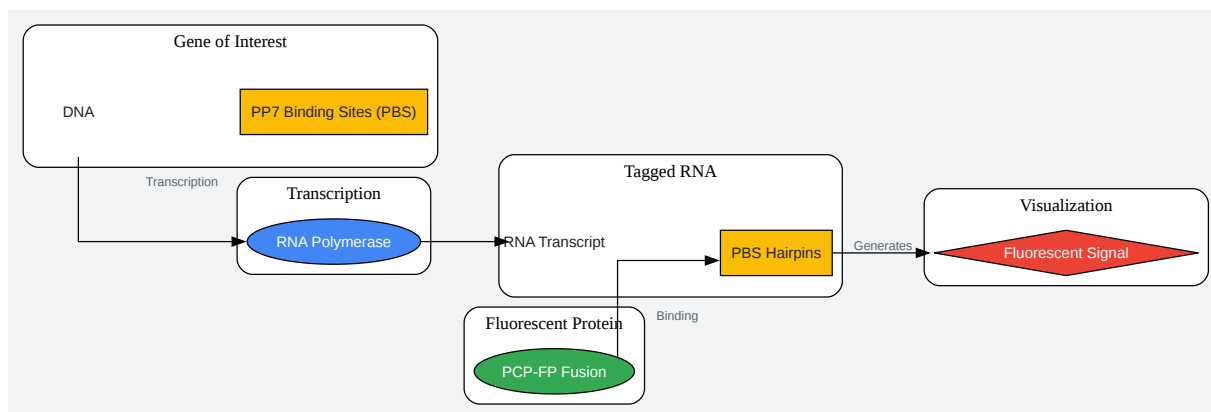 Gene of Interest
DNA
PP7 Binding Sites (PBS)
Transcription
Transcription
RNA Polymerase
Tagged RNA
RNA Transcript
PBS Hairpins
Generates
Visualization
Fluorescent Signal
Fluorescent Protein
Binding
PCP-FP Fusion